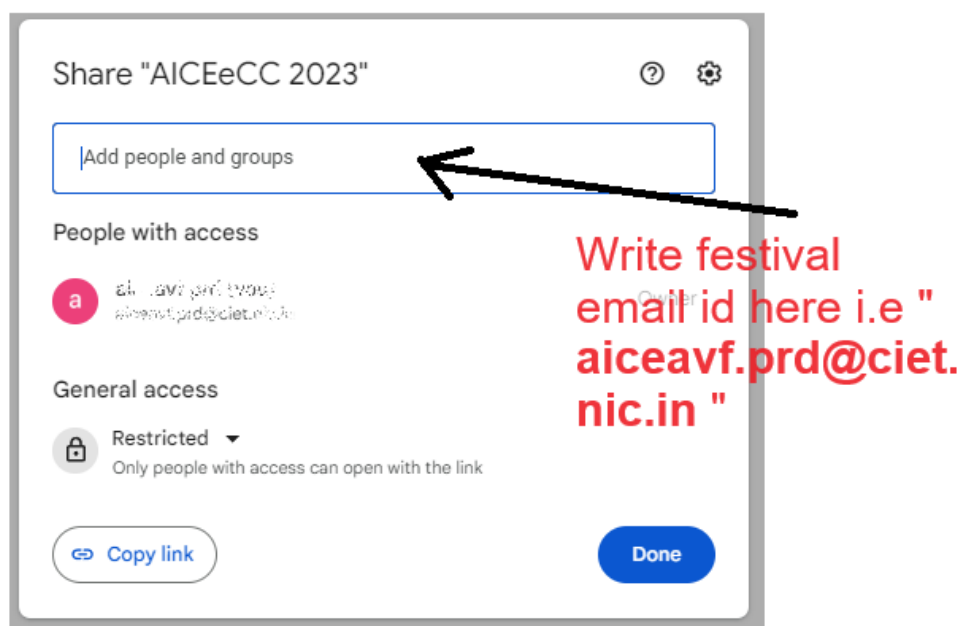 Share "AICEeCC 2023"
Add people and groups
People with access
a
Owner
General access
Restricted
Only people with access can open with the link
Copy link
Done
Write festival
email id here i.e "
aiceavf.prd@ciet.
nic.in "